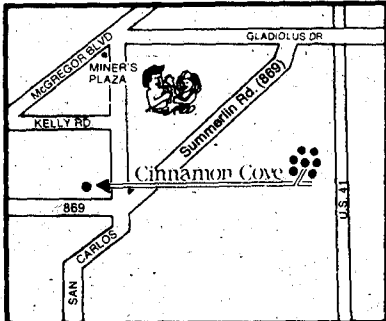 McGREGOR BLVD
GLADIOLUS DR
MINER'S
PLAZA
KELLY RD.
Summerlin Rd. (869)
Cinnamon Cove
U.S. 41
869
SAN
CARLOS